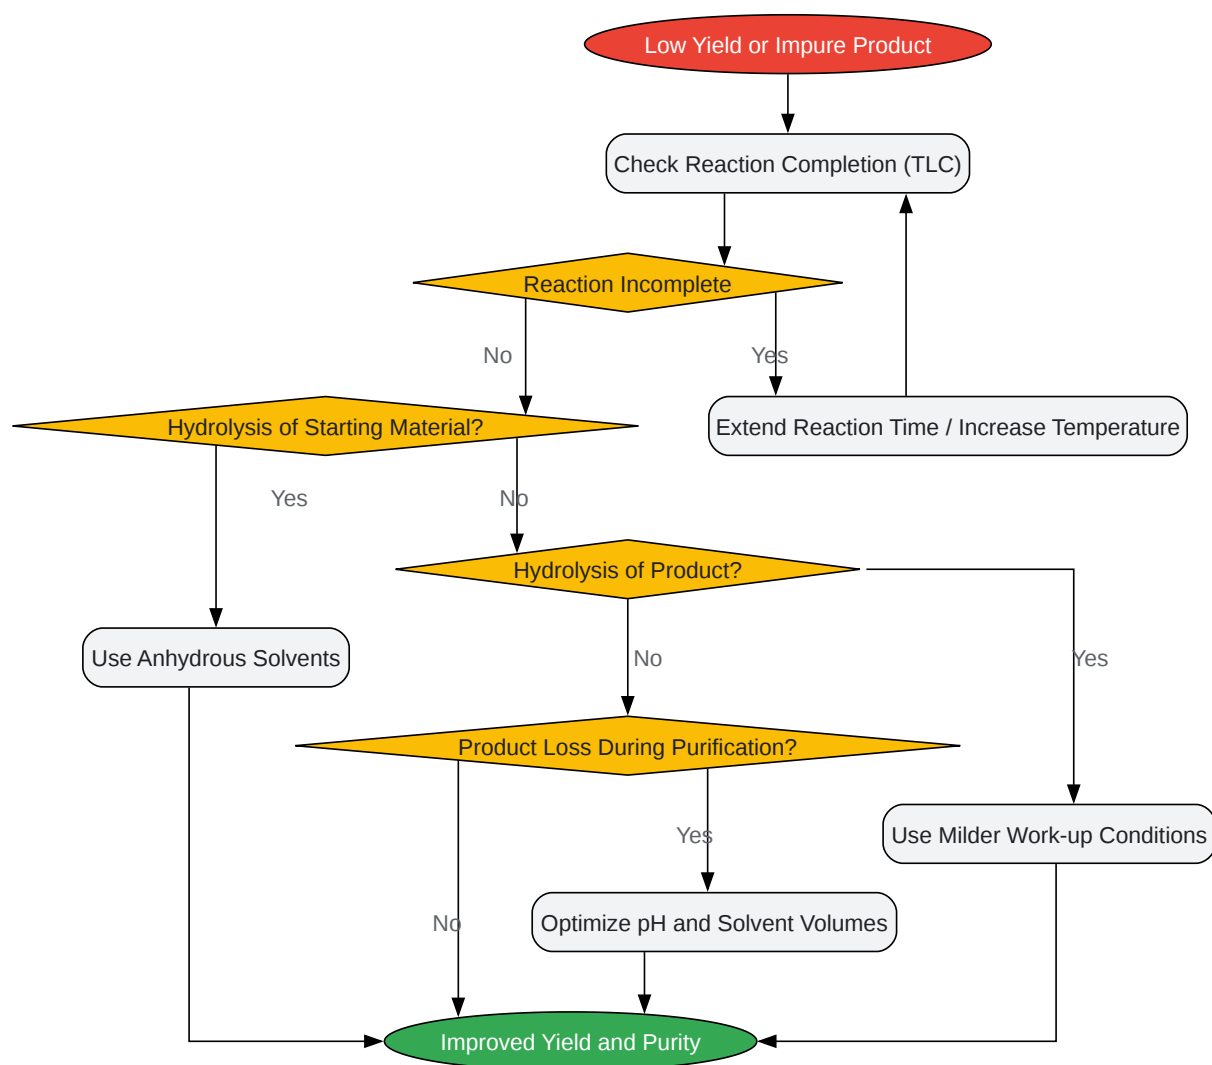 Low Yield or Impure Product
Check Reaction Completion (TLC)
Reaction Incomplete
No
Yes
Hydrolysis of Starting Material?
Extend Reaction Time / Increase Temperature
Yes
No
Hydrolysis of Product?
Use Anhydrous Solvents
No
Yes
Product Loss During Purification?
Yes
Use Milder Work-up Conditions
No
Optimize pH and Solvent Volumes
Improved Yield and Purity